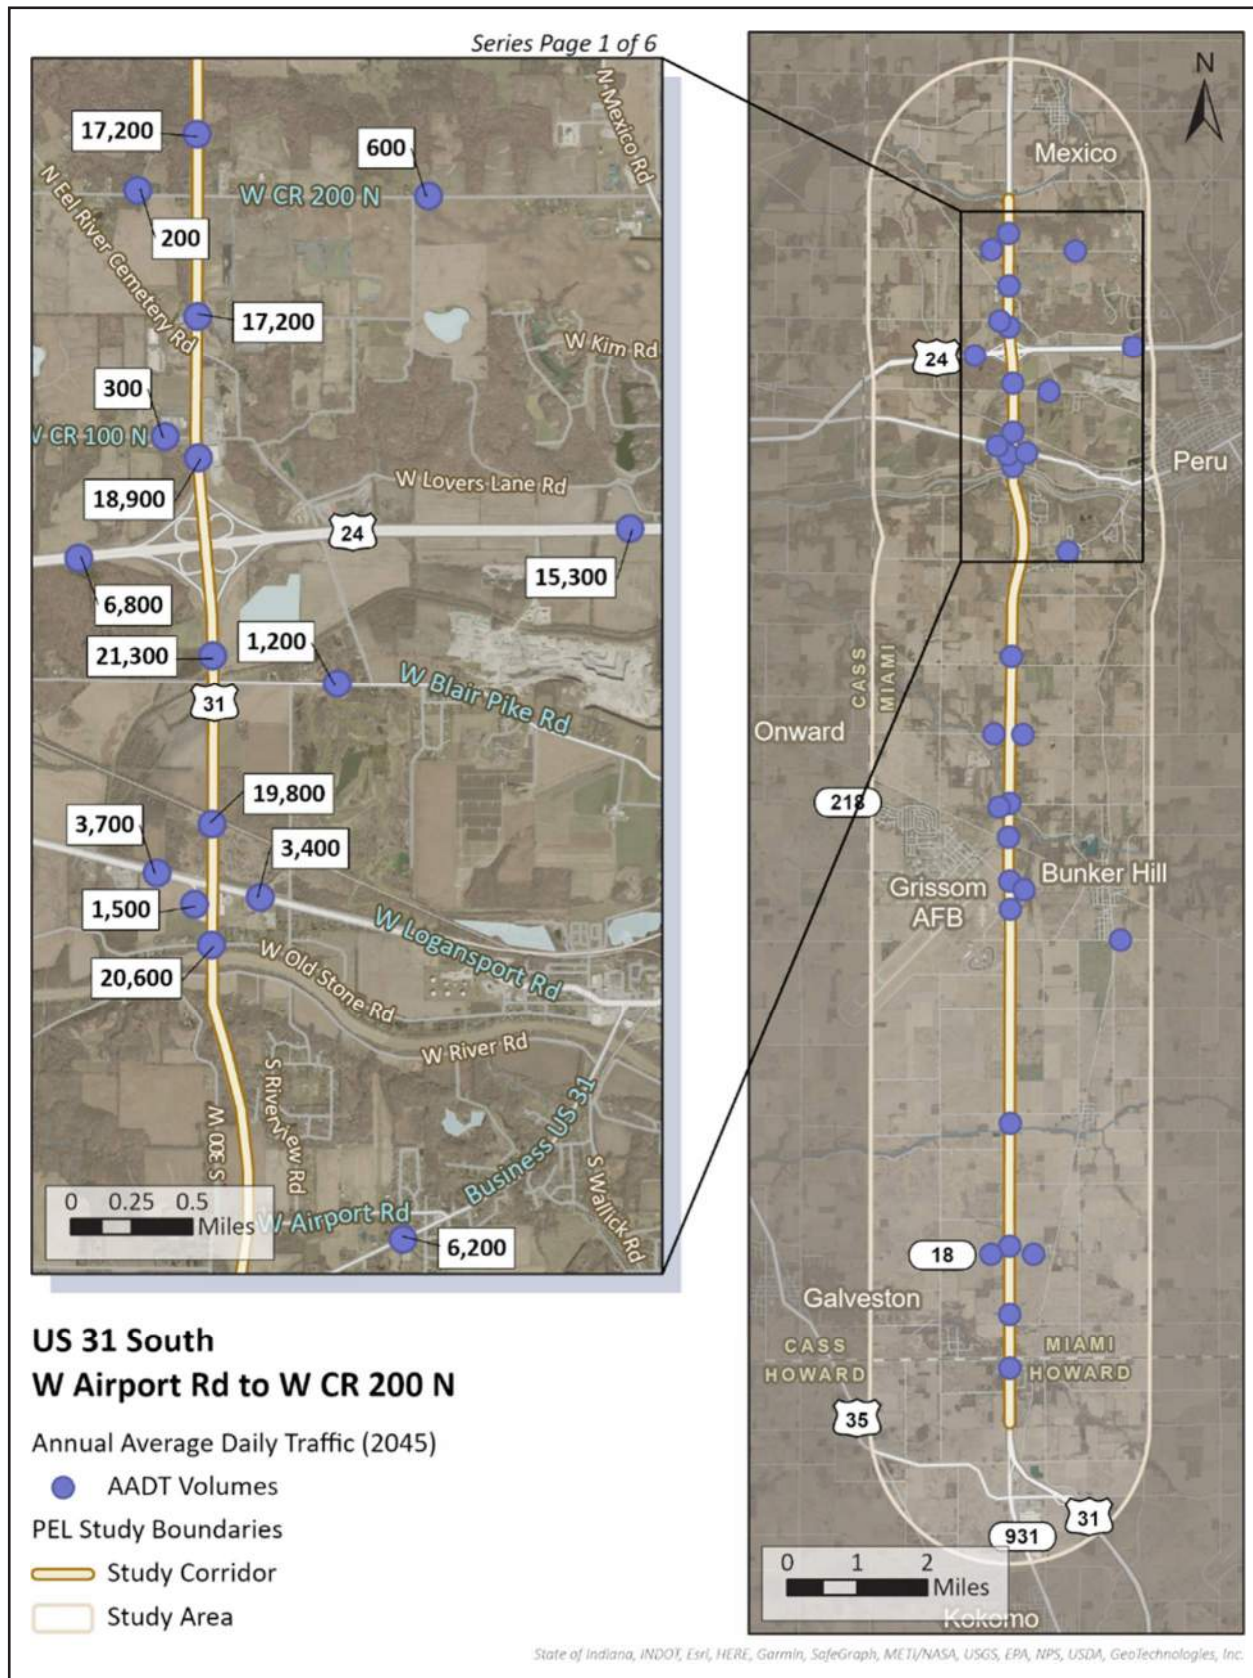 Series Page 1 of 6
N Mexico Rd
17,200
600
W CR 200 N
N Eel River Cemetery Rd
200
17,200
W Kim Rd
300
W CR 100 N
18,900
W Lovers Lane Rd
24
15,300
6,800
1,200
21,300
W Blair Pike Rd
31
19,800
3,700
3,400
1,500
W Logansport Rd
20,600
W Old Stone Rd
W River Rd
S Riverview Rd
S 300 W
Business US 31
S Wallick Rd
0 0.25 0.5
Miles
W Airport Rd
6,200
US 31 South
W Airport Rd to W CR 200 N
Annual Average Daily Traffic (2045)
AADT Volumes
PEL Study Boundaries
Study Corridor
Study Area
N
Mexico
24
Peru
CASS
MIAMI
Onward
218
Grissom
AFB
Bunker Hill
18
Galveston
CASS
HOWARD
MIAMI
HOWARD
35
31
931
0 1 2
Miles
Kokomo
State of Indiana, INDOT, Esri, HERE, Garmin, SafeGraph, METI/NASA, USGS, EPA, NPS, USDA, GeoTechnologies, Inc.